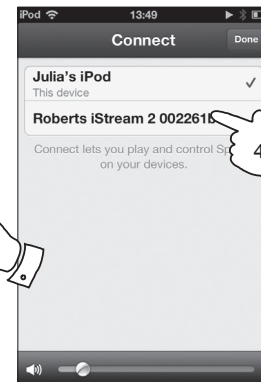 iPod 13:49
Connect Done
Julia's iPod
This device
Roberts iStream 2 002261
Connect lets you play and control Sp
on your devices.
4